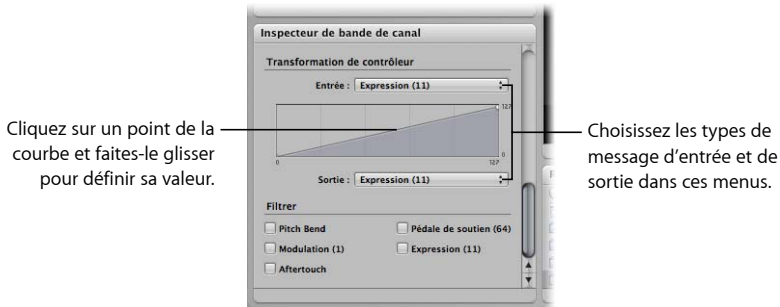 Inspecteur de bande de canal
Transformation de contrôleur
Entrée : Expression (11)
127
0
0 127
Sortie : Expression (11)
Filtrer
Pitch Bend
Pédale de soutien (64)
Modulation (1)
Expression (11)
Aftertouch
Cliquez sur un point de la
courbe et faites-le glisser
pour définir sa valeur.
Choisissez les types de
message d'entrée et de
sortie dans ces menus.